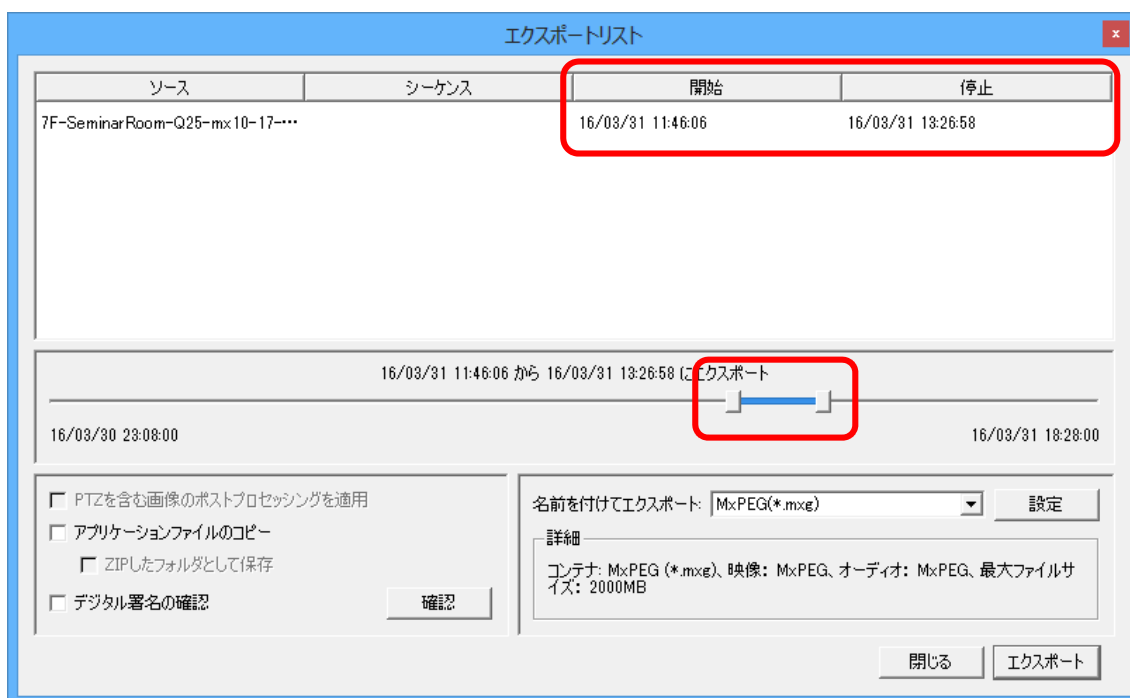 エクスポートリスト
x
ソース シーケンス 開始 停止
7F-SeminarRoom-Q25-mx10-17-… 16/03/31 11:46:06 16/03/31 13:26:58
16/03/31 11:46:06 から 16/03/31 13:26:58 にエクスポート
16/03/30 23:08:00 16/03/31 18:28:00
PTZを含む画像のポストプロセッシングを適用
アプリケーションファイルのコピー
ZIPしたフォルダとして保存
デジタル署名の確認 確認
名前を付けてエクスポート: MxPEG(*.mxg) 設定
詳細
コンテナ: MxPEG (*.mxg)、映像: MxPEG、オーディオ: MxPEG、最大ファイルサ
イズ: 2000MB
閉じる エクスポート